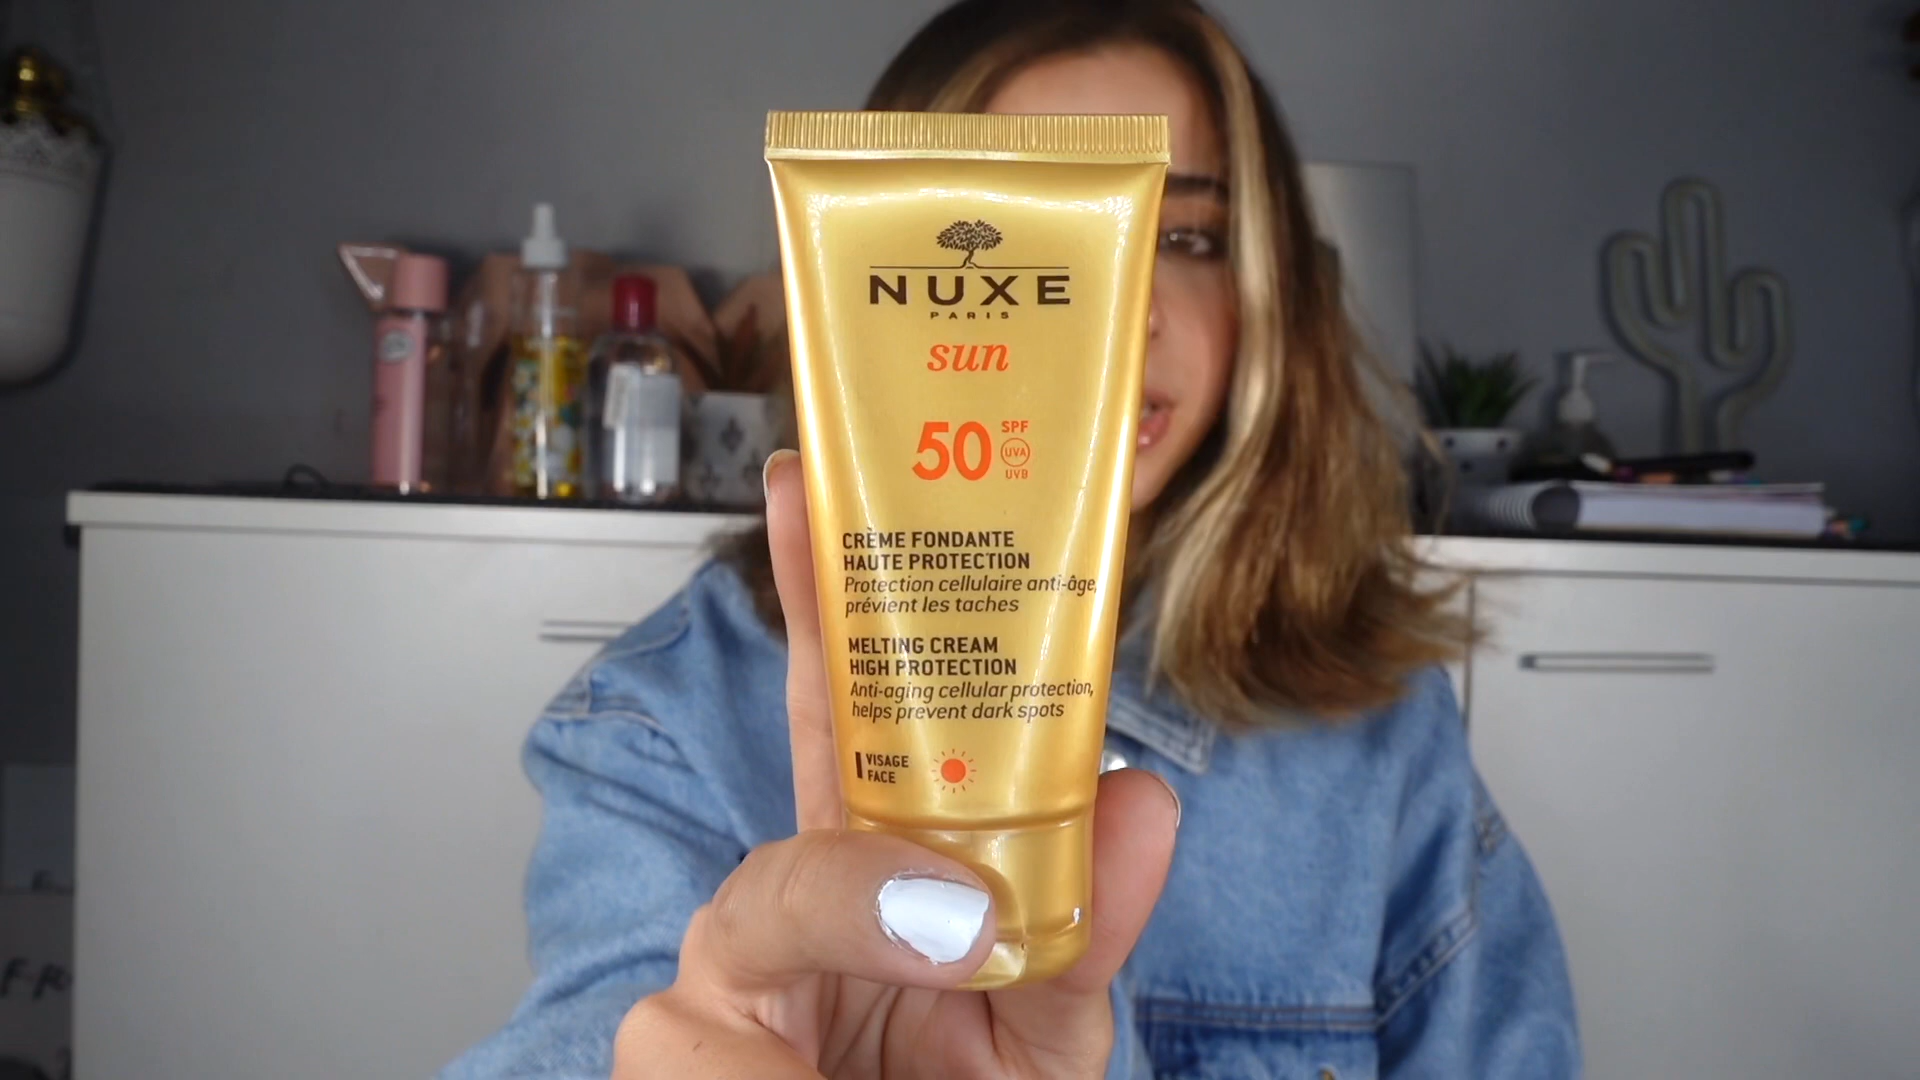 NUXE
PARIS
sun
50 SPF
UVA
UVB
CRÈME FONDANTE
HAUTE PROTECTION
Protection cellulaire anti-âge,
prévient les taches
MELTING CREAM
HIGH PROTECTION
Anti-aging cellular protection,
helps prevent dark spots
VISAGE
FACE